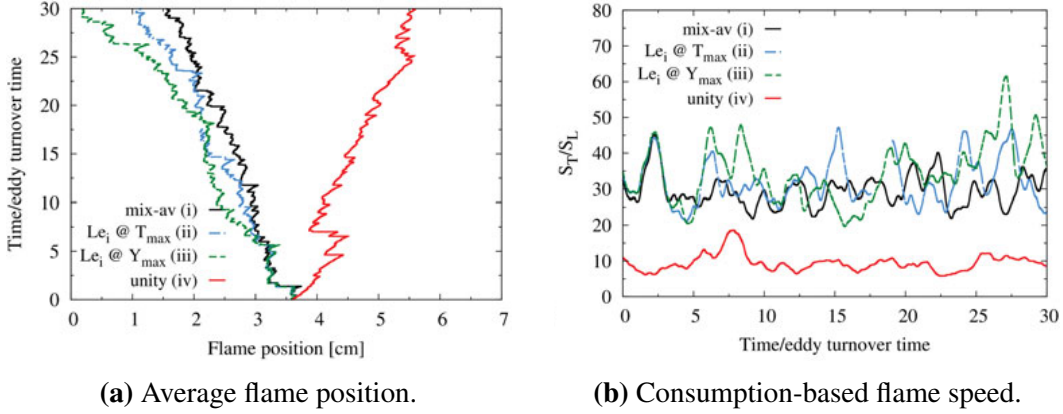 30
25
20
15
10
5
0
Time/eddy turnover time
mix-av (i)
Le_i @ T_max (ii)
Le_i @ Y_max (iii)
unity (iv)
0 1 2 3 4 5 6 7
Flame position [cm]
(a) Average flame position.
80
70
60
50
40
30
20
10
0
S_T/S_L
mix-av (i)
Le_i @ T_max (ii)
Le_i @ Y_max (iii)
unity (iv)
0 5 10 15 20 25 30
Time/eddy turnover time
(b) Consumption-based flame speed.